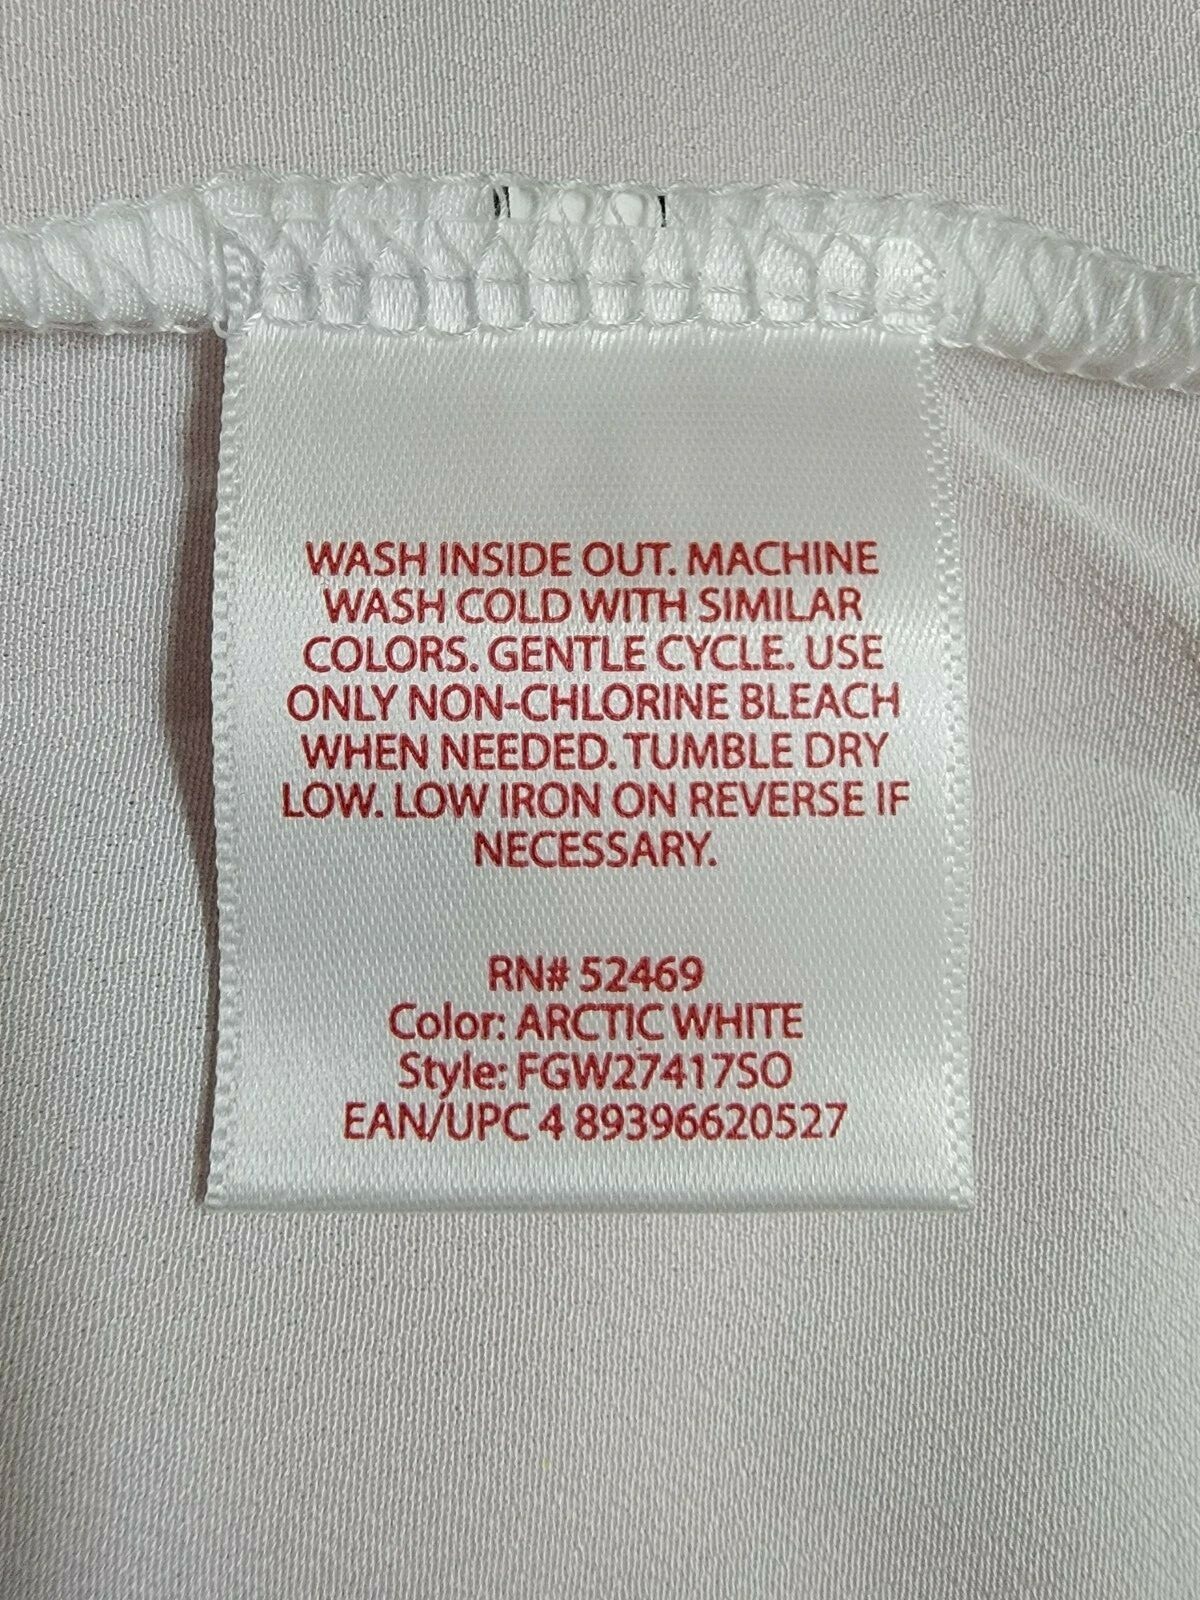 WASH INSIDE OUT. MACHINE
WASH COLD WITH SIMILAR
COLORS. GENTLE CYCLE. USE
ONLY NON-CHLORINE BLEACH
WHEN NEEDED. TUMBLE DRY
LOW. LOW IRON ON REVERSE IF
NECESSARY.
RN# 52469
Color: ARCTIC WHITE
Style: FGW27417SO
EAN/UPC 4 89396620527